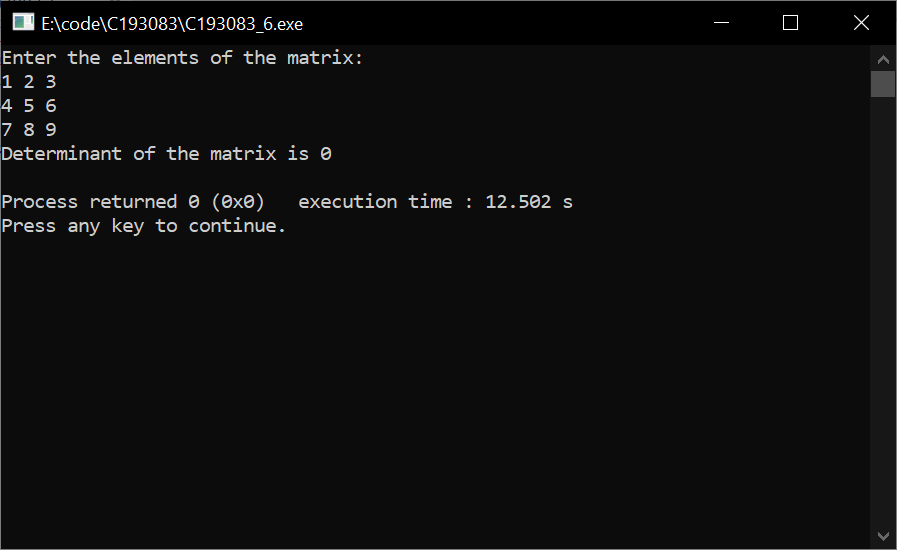 E:\code\C193083\C193083_6.exe
Enter the elements of the matrix:
1 2 3
4 5 6
7 8 9
Determinant of the matrix is 0
Process returned 0 (0x0)   execution time : 12.502 s
Press any key to continue.